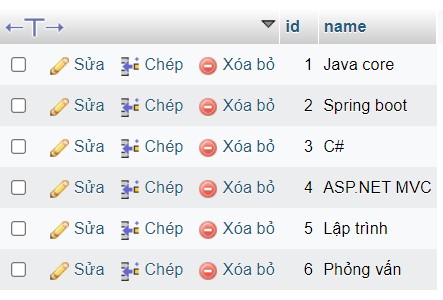 id name
Sửa Chép Xóa bỏ 1 Java core
Sửa Chép Xóa bỏ 2 Spring boot
Sửa Chép Xóa bỏ 3 C#
Sửa Chép Xóa bỏ 4 ASP.NET MVC
Sửa Chép Xóa bỏ 5 Lập trình
Sửa Chép Xóa bỏ 6 Phỏng vấn